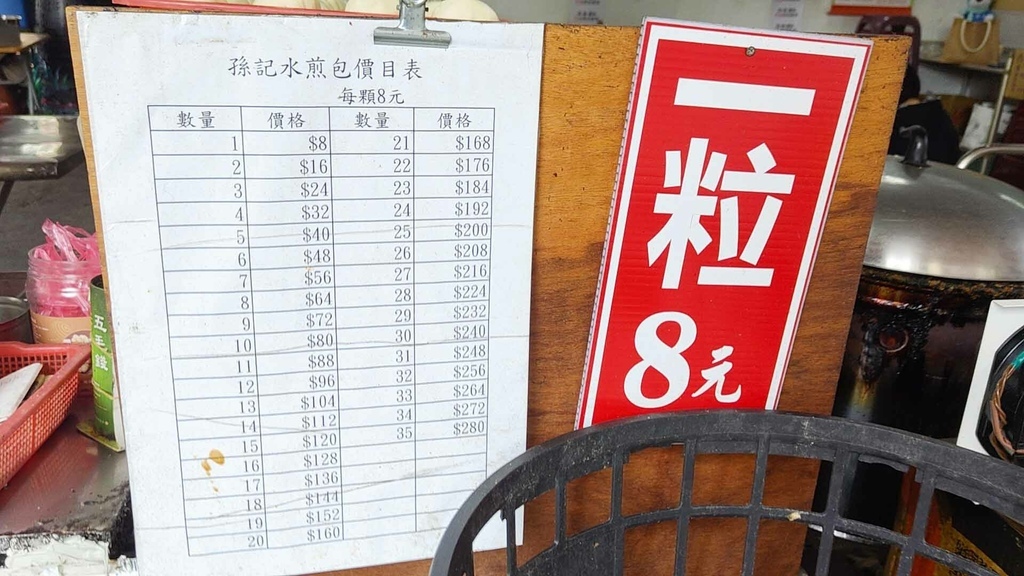 孫記水煎包價目表
每顆8元
數量 價格 數量 價格
1 $8 21 $168
2 $16 22 $176
3 $24 23 $184
4 $32 24 $192
5 $40 25 $200
6 $48 26 $208
7 $56 27 $216
8 $64 28 $224
9 $72 29 $232
10 $80 30 $240
11 $88 31 $248
12 $96 32 $256
13 $104 33 $264
14 $112 34 $272
15 $120 35 $280
16 $128
17 $136
18 $144
19 $152
20 $160
一
粒
8元
五毛